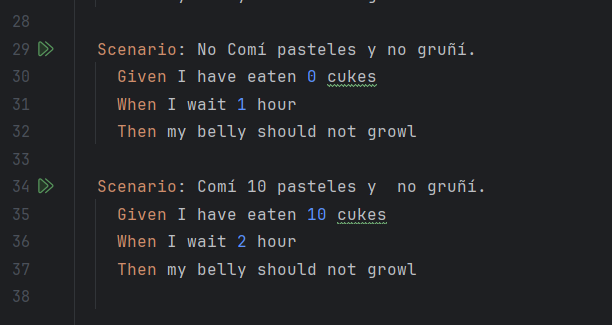 28
29 Scenario: No Comí pasteles y no gruñí.
30 Given I have eaten 0 cukes
31 When I wait 1 hour
32 Then my belly should not growl
33
34 Scenario: Comí 10 pasteles y  no gruñí.
35 Given I have eaten 10 cukes
36 When I wait 2 hour
37 Then my belly should not growl
38